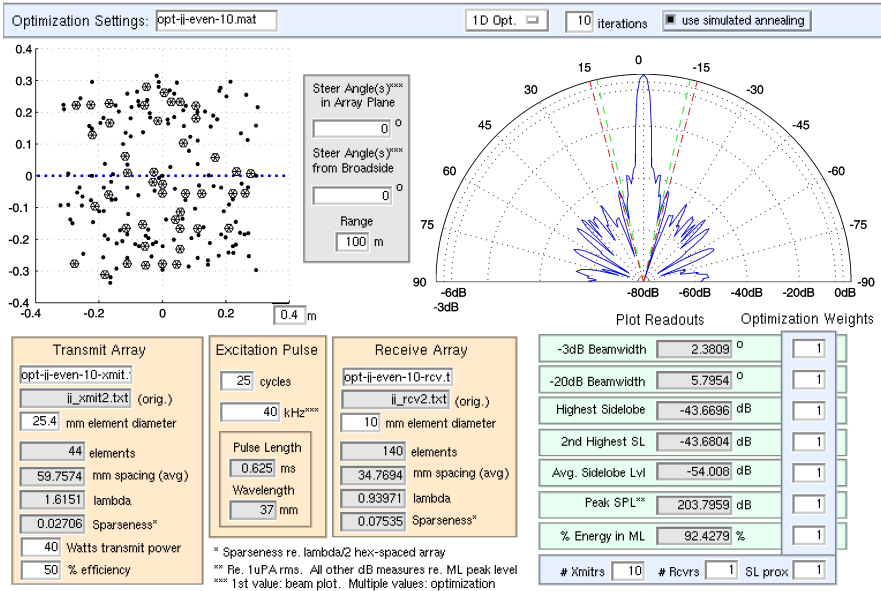 Optimization Settings: opt-jj-even-10.mat 1D Opt. 10 iterations use simulated annealing
0.4
0.3
0.2
0.1
0
-0.1
-0.2
-0.3
-0.4
-0.4 -0.2 0 0.2 0.4
0.4 m
Steer Angle(s)***
in Array Plane
0 o
Steer Angle(s)***
from Broadside
0 o
Range
100 m
90 75 60 45 30 15 0 -15 -30 -45 -60 -75 -90
-6dB -80dB -60dB -40dB -20dB 0dB
-3dB
Transmit Array
opt-jj-even-10-xmit.
jj_xmit2.txt (orig.)
25.4 mm element diameter
44 elements
59.7574 mm spacing (avg)
1.6151 lambda
0.02706 Sparseness*
40 Watts transmit power
50 % efficiency
Excitation Pulse
25 cycles
40 kHz***
Pulse Length
0.625 ms
Wavelength
37 mm
Receive Array
opt-jj-even-10-rcv.t
jj_rcv2.txt (orig.)
10 mm element diameter
140 elements
34.7694 mm spacing (avg)
0.93971 lambda
0.07535 Sparseness*
* Sparseness re. lambda/2 hex-spaced array
** Re. 1uPA rms. All other dB measures re. ML peak level
*** 1st value: beam plot. Multiple values: optimization
Plot Readouts Optimization Weights
-3dB Beamwidth 2.3809 o 1
-20dB Beamwidth 5.7954 o 1
Highest Sidelobe -43.6696 dB 1
2nd Highest SL -43.6804 dB 1
Avg. Sidelobe Lvl -54.008 dB 1
Peak SPL** 203.7959 dB 1
% Energy in ML 92.4279 % 1
# Xmitrs 10 # Rcvrs 1 SL prox 1